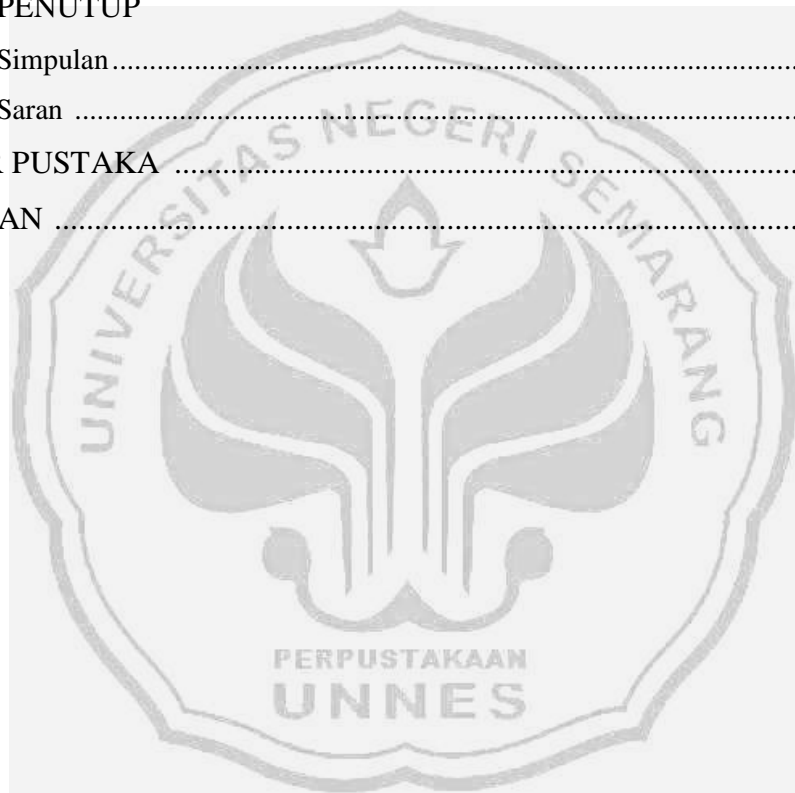 PENUTUP
Simpulan ................................................................
Saran ................................................................
R PUSTAKA ................................................................
AN ................................................................
UNIVERSITAS NEGERI SEMARANG
PERPUSTAKAAN
UNNES